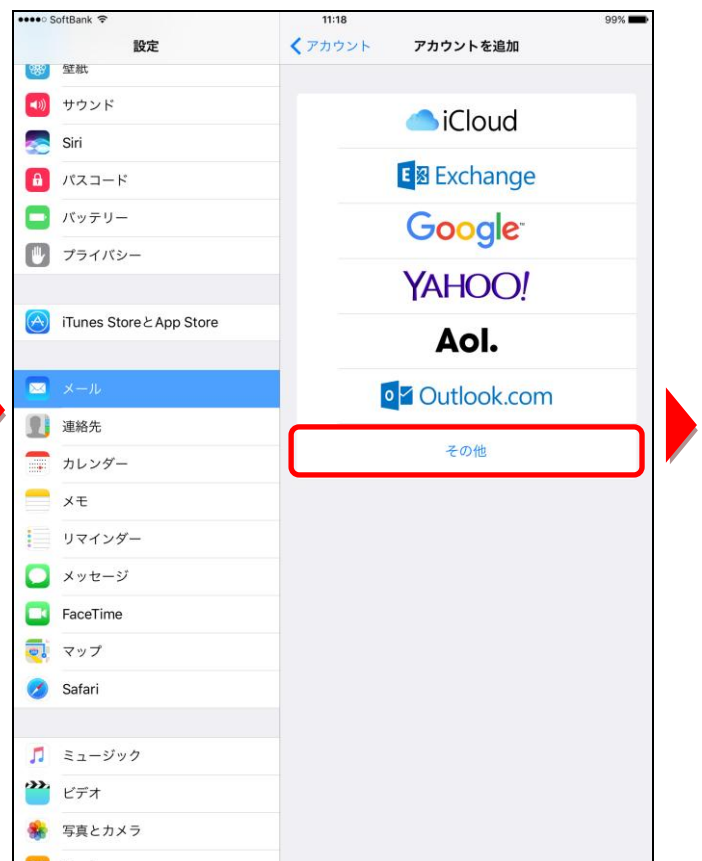 SoftBank 11:18 99%
設定
アカウント アカウントを追加
壁紙
サウンド
Siri
パスコード
バッテリー
プライバシー
iTunes StoreとApp Store
メール
連絡先
カレンダー
メモ
リマインダー
メッセージ
FaceTime
マップ
Safari
ミュージック
ビデオ
写真とカメラ
iCloud
Exchange
Google™
YAHOO!
Aol.
Outlook.com
その他